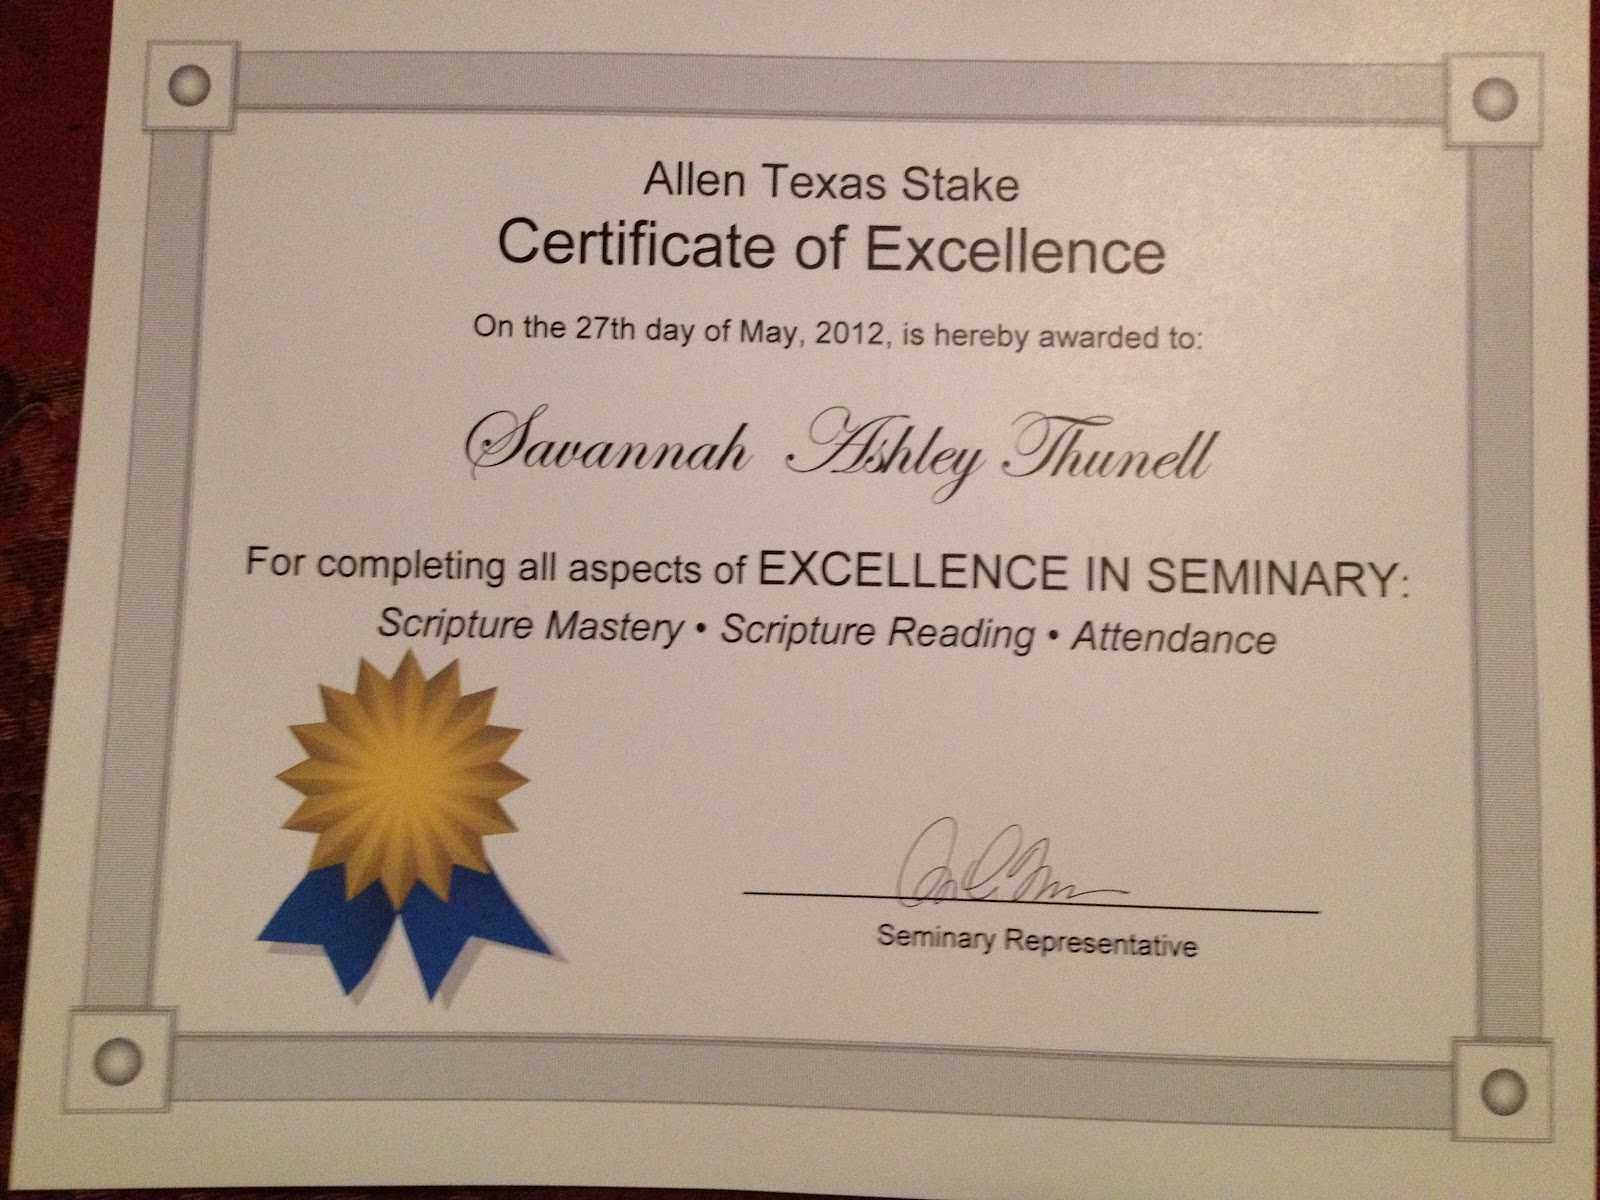 Allen Texas Stake
Certificate of Excellence
On the 27th day of May, 2012, is hereby awarded to:
Savannah Ashley Thunell
For completing all aspects of EXCELLENCE IN SEMINARY:
Scripture Mastery • Scripture Reading • Attendance
Seminary Representative